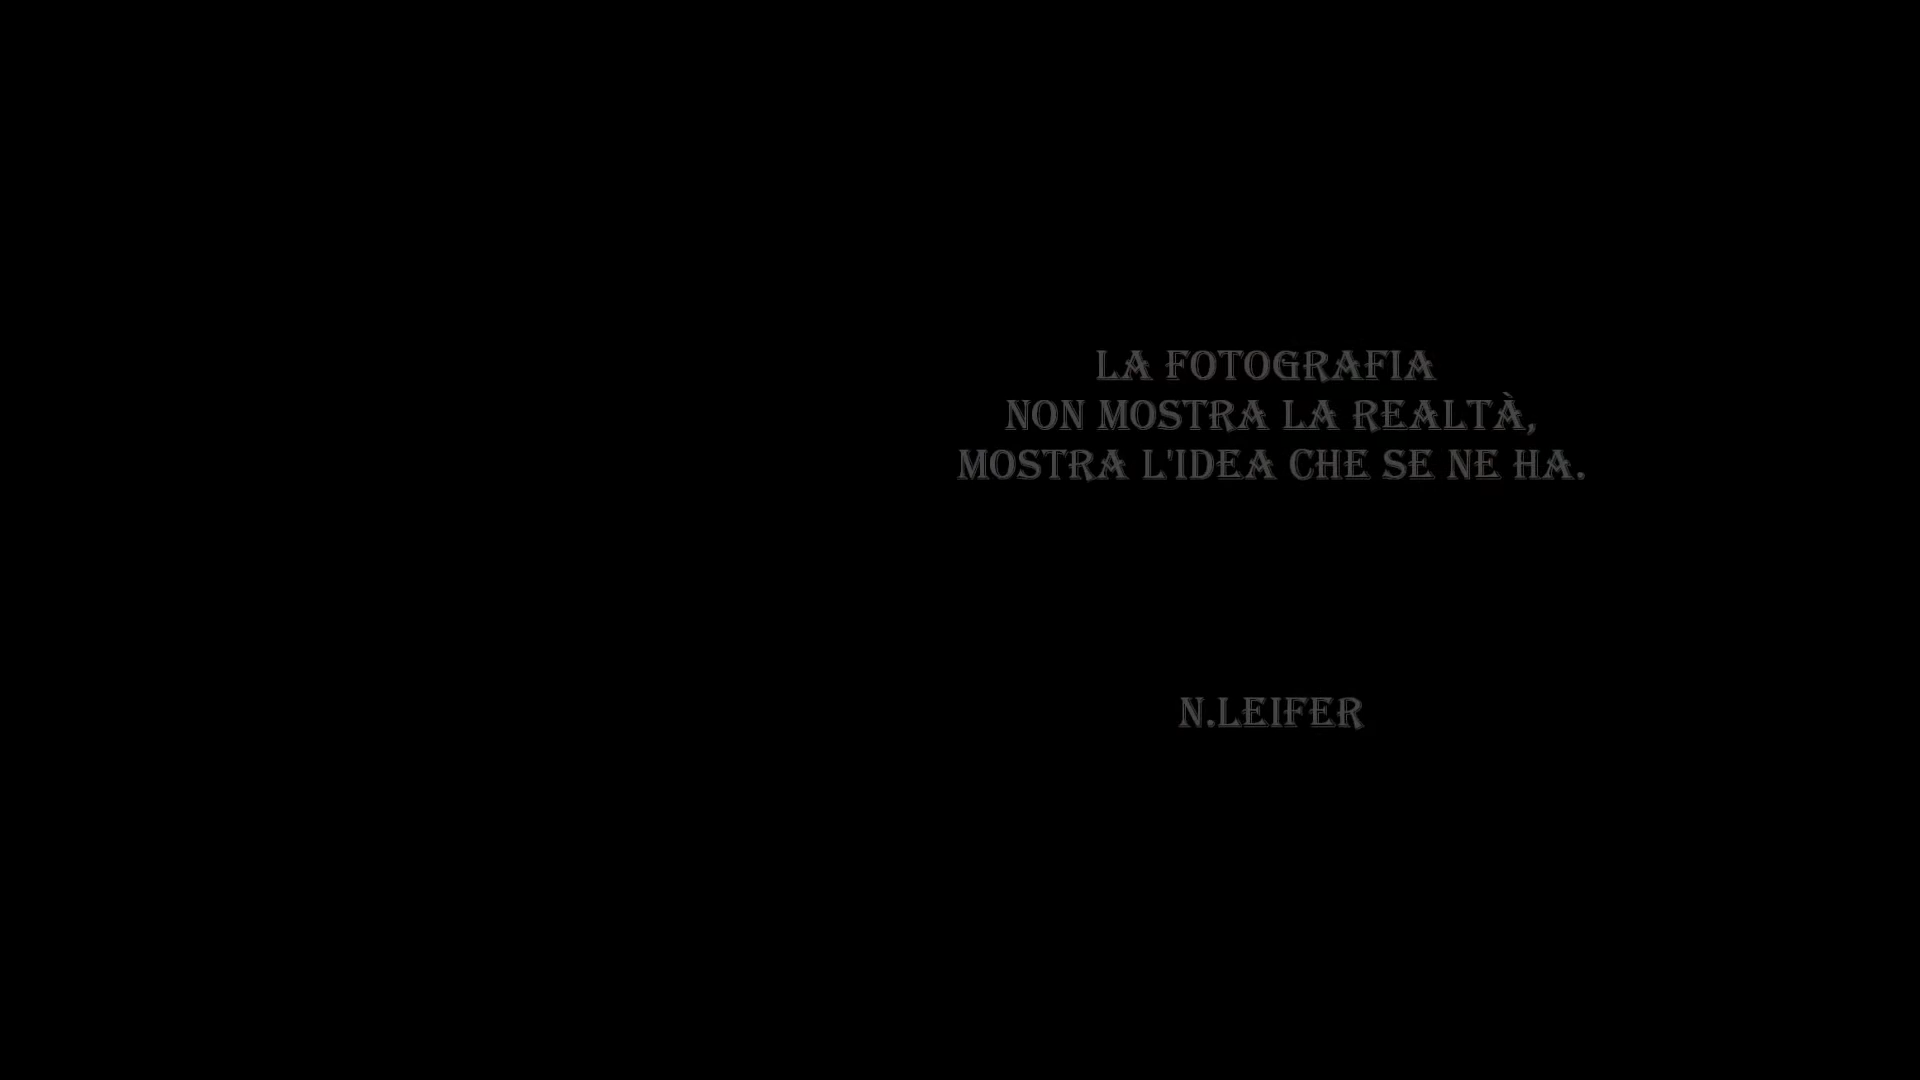 LA FOTOGRAFIA
NON MOSTRA LA REALTÀ,
MOSTRA L'IDEA CHE SE NE HA.
N.LEIFER